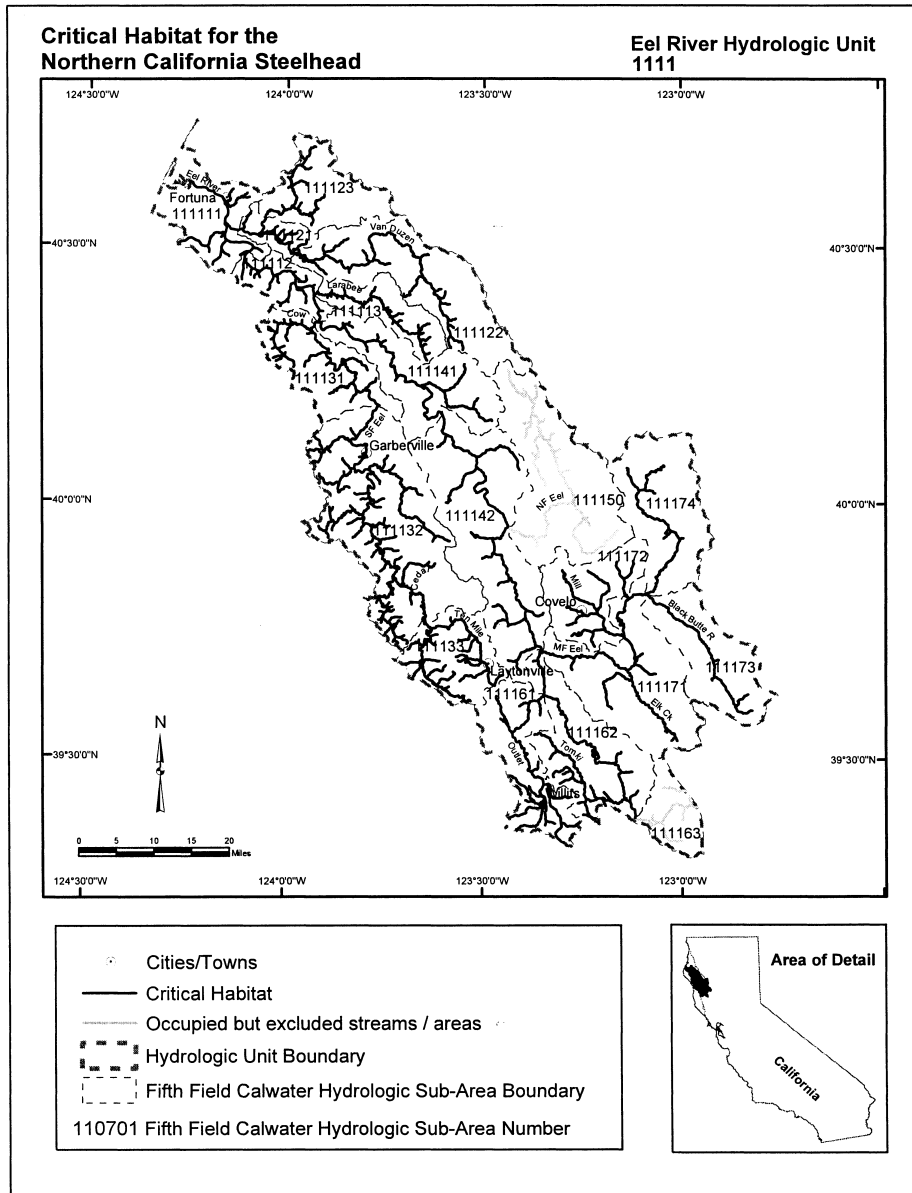 Critical Habitat for the
Northern California Steelhead
Eel River Hydrologic Unit
1111
124°30'0"W
124°0'0"W
123°30'0"W
123°0'0"W
40°30'0"N
40°30'0"N
40°0'0"N
40°0'0"N
39°30'0"N
39°30'0"N
Eel River
Fortuna
111111
111123
Van Duzen
111121
11112
Larabee
111113
Cow
111122
111131
111141
SF Eel
Garberville
NF Eel
111150
111174
111142
111132
111172
Mill
Cedar
Covelo
Ten Mile
Black Butte R
111133
MF Eel
Laytonville
111171
111173
111161
Elk Ck
111162
Outlet
Tomki
Willits
111163
N
0 5 10 15 20
Miles
124°30'0"W
124°0'0"W
123°30'0"W
123°0'0"W
Cities/Towns
Critical Habitat
Occupied but excluded streams / areas
Hydrologic Unit Boundary
Fifth Field Calwater Hydrologic Sub-Area Boundary
110701 Fifth Field Calwater Hydrologic Sub-Area Number
Area of Detail
California